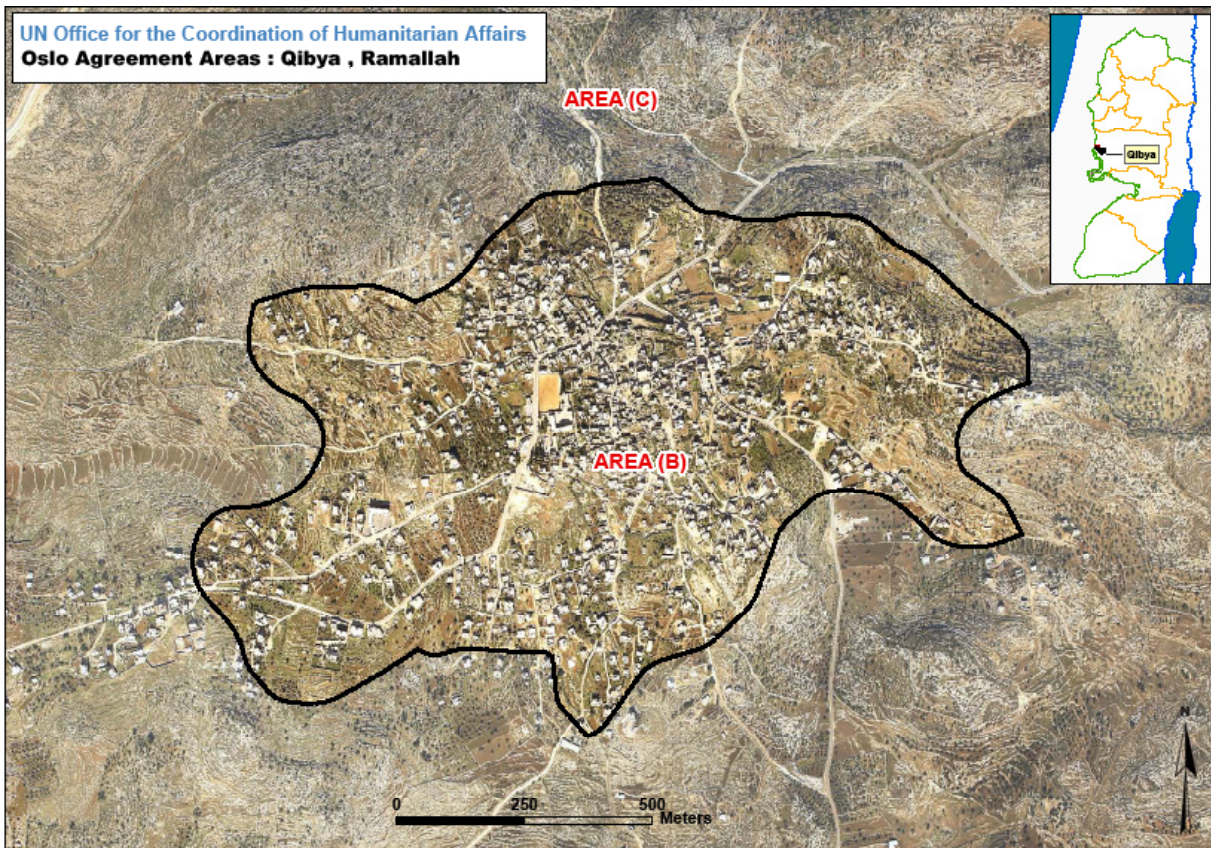 UN Office for the Coordination of Humanitarian Affairs
Oslo Agreement Areas : Qibya , Ramallah
AREA (C)
Qibya
AREA (B)
N
0 250 500
Meters